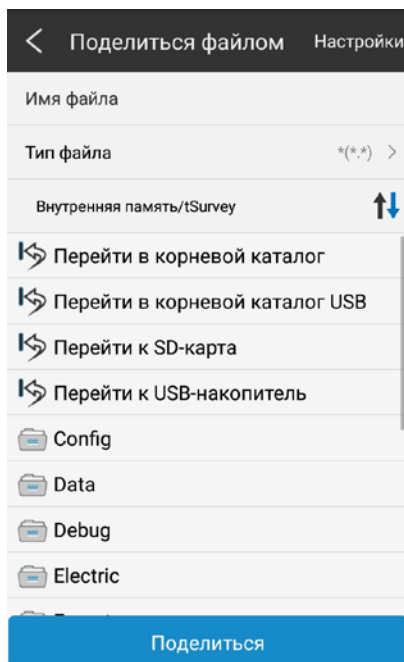 Поделиться файлом Настройки
Имя файла
Тип файла *(*.*)
Внутренняя память/tSurvey
Перейти в корневой каталог
Перейти в корневой каталог USB
Перейти к SD-карта
Перейти к USB-накопитель
Config
Data
Debug
Electric
Поделиться